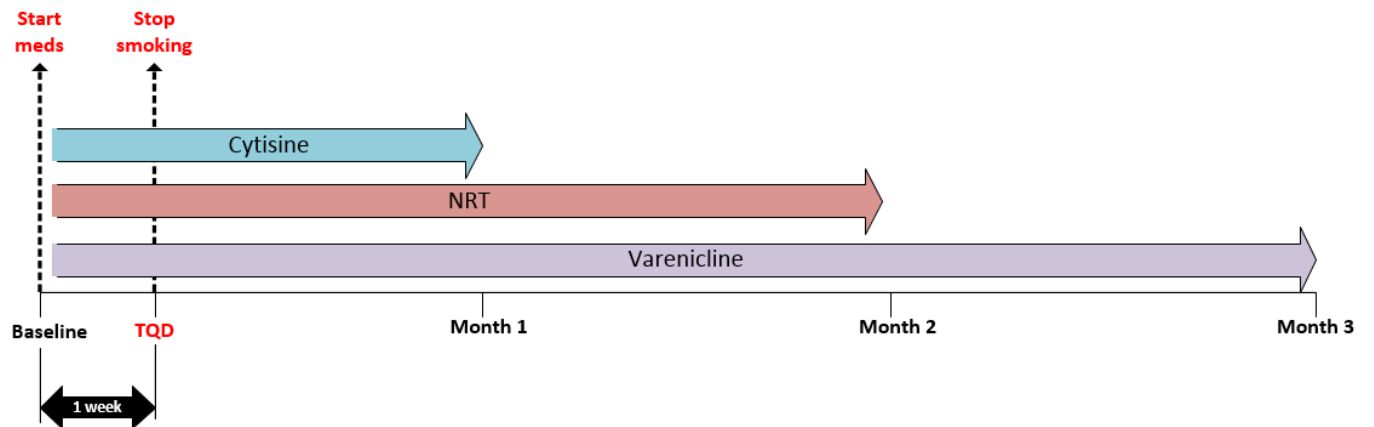 Start
meds
Stop
smoking
Cytisine
NRT
Varenicline
Baseline
TQD
Month 1
Month 2
Month 3
1 week